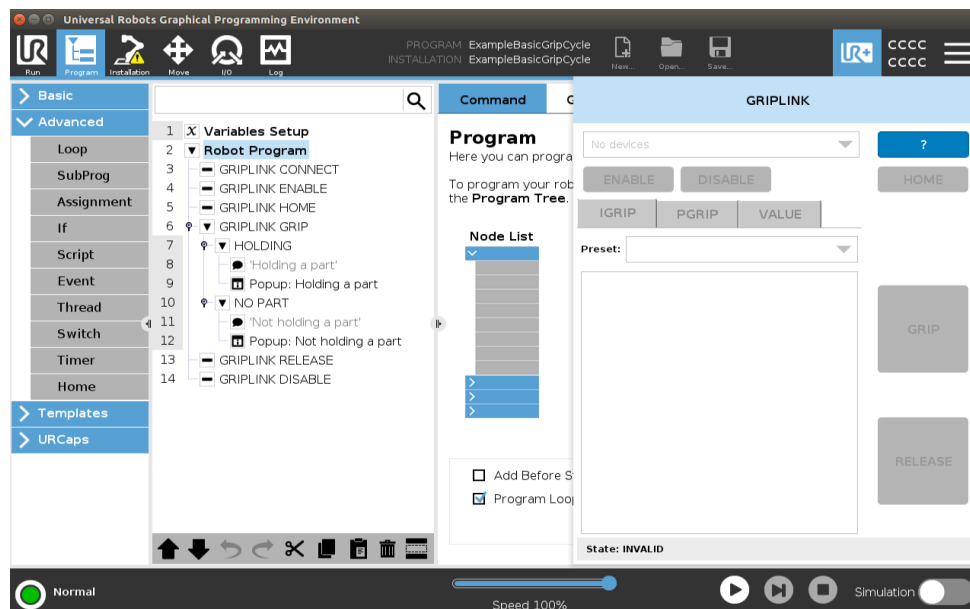 Universal Robots Graphical Programming Environment
PROGRAM ExampleBasicGripCycle
INSTALLATION ExampleBasicGripCycle
Run Program Installation Move I/O Log New... Open... Save...
UR UR+ CCCC
CCCC
Basic
Advanced
Loop
SubProg
Assignment
If
Script
Event
Thread
Switch
Timer
Home
Templates
URCaps
1 X Variables Setup
2 Robot Program
3 GRIPLINK CONNECT
4 GRIPLINK ENABLE
5 GRIPLINK HOME
6 GRIPLINK GRIP
7 HOLDING
8 'Holding a part'
9 Popup: Holding a part
10 NO PART
11 'Not holding a part'
12 Popup: Not holding a part
13 GRIPLINK RELEASE
14 GRIPLINK DISABLE
Command G
Program
Here you can progra
To program your rob
the Program Tree.
Node List
Add Before S
Program Loop
GRIPLINK
No devices ?
ENABLE DISABLE HOME
IGRIP PGRIP VALUE
Preset:
GRIP
RELEASE
State: INVALID
Normal
Speed 100%
Simulation